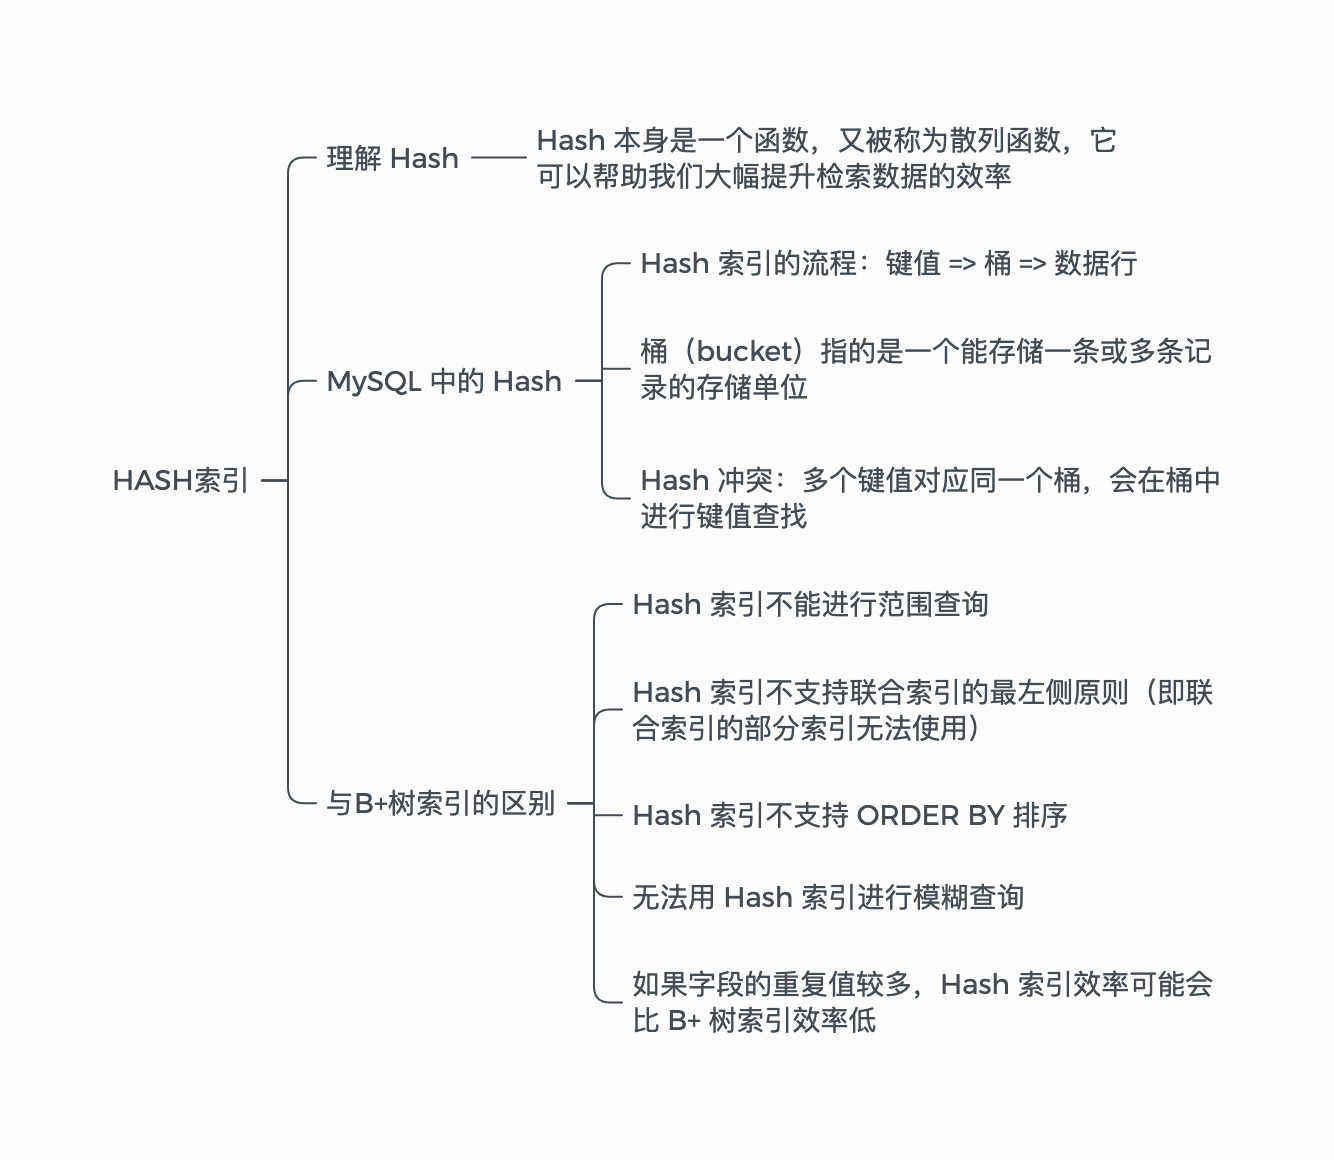 HASH索引
理解 Hash
Hash 本身是一个函数，又被称为散列函数，它
可以帮助我们大幅提升检索数据的效率
MySQL 中的 Hash
Hash 索引的流程：键值 => 桶 => 数据行
桶（bucket）指的是一个能存储一条或多条记
录的存储单位
Hash 冲突：多个键值对应同一个桶，会在桶中
进行键值查找
与B+树索引的区别
Hash 索引不能进行范围查询
Hash 索引不支持联合索引的最左侧原则（即联
合索引的部分索引无法使用）
Hash 索引不支持 ORDER BY 排序
无法用 Hash 索引进行模糊查询
如果字段的重复值较多，Hash 索引效率可能会
比 B+ 树索引效率低